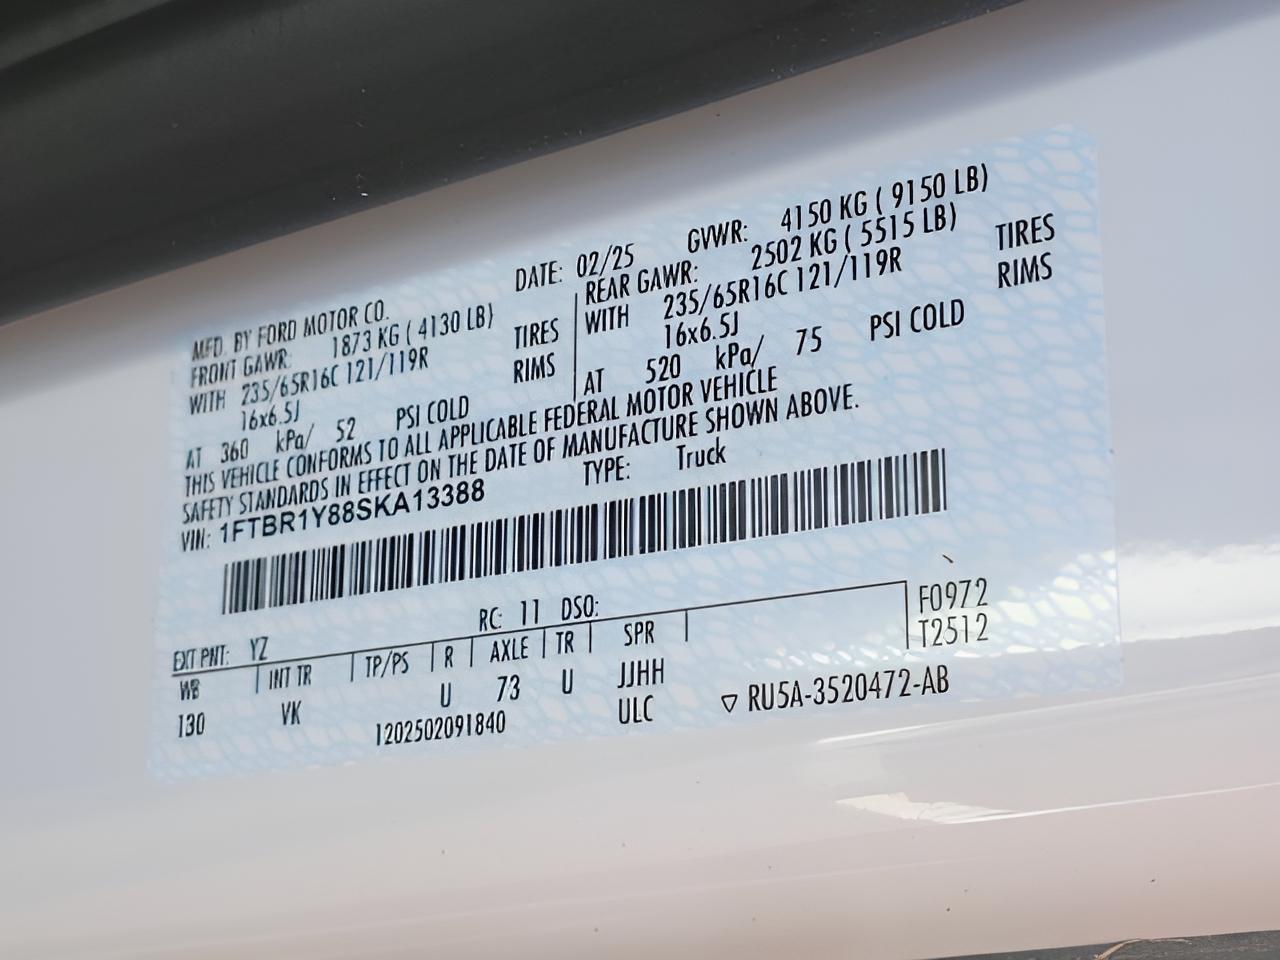 MFD. BY FORD MOTOR CO.
DATE: 02/25 GVWR: 4150 KG ( 9150 LB)
FRONT GAWR: 1873 KG ( 4130 LB)
WITH 235/65R16C 121/119R TIRES
16x6.5J RIMS
AT 360 kPa/ 52 PSI COLD
REAR GAWR: 2502 KG ( 5515 LB)
WITH 235/65R16C 121/119R TIRES
16x6.5J RIMS
AT 520 kPa/ 75 PSI COLD
THIS VEHICLE CONFORMS TO ALL APPLICABLE FEDERAL MOTOR VEHICLE
SAFETY STANDARDS IN EFFECT ON THE DATE OF MANUFACTURE SHOWN ABOVE.
VIN: 1FTBR1Y88SKA13388 TYPE: Truck
EXT PNT: YZ RC: 11 DSO:
WB INT TR TP/PS R AXLE TR SPR
130 VK U 73 U JJHH
ULC
F0972
T2512
1202502091840
▽ RU5A-3520472-AB